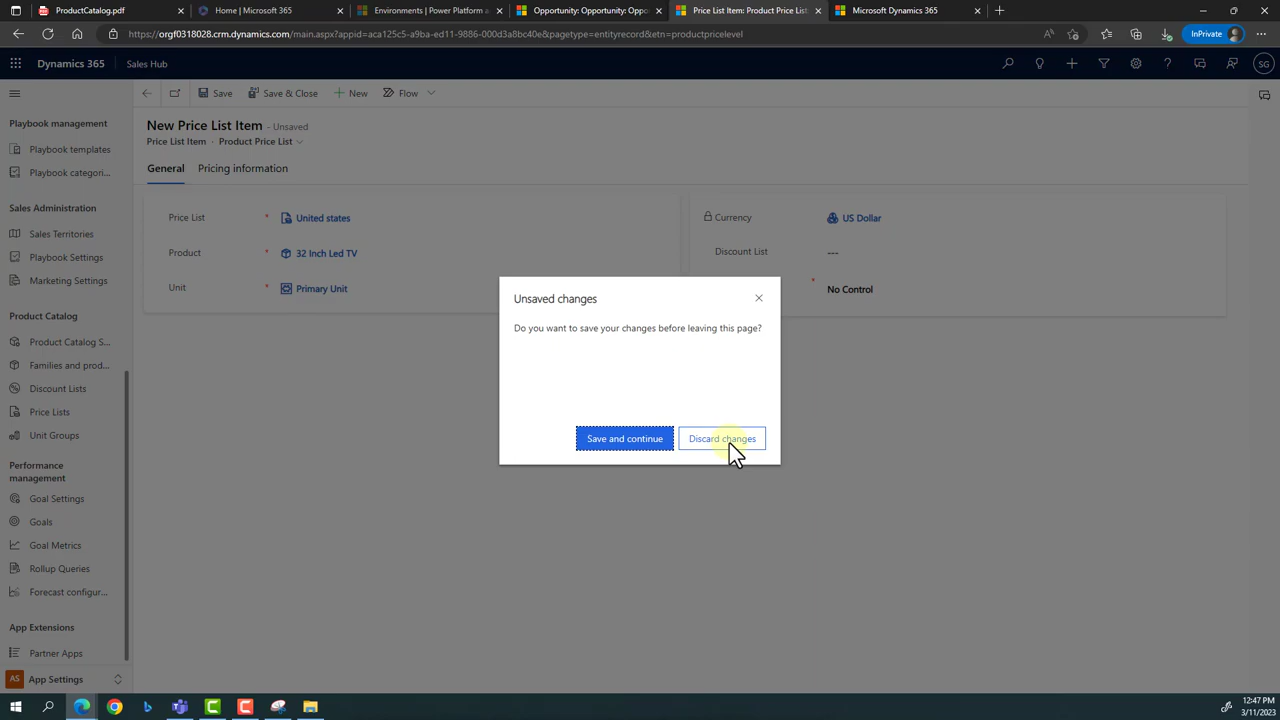 ProductCatalog.pdf
Home | Microsoft 365
Environments | Power Platform a
Opportunity: Opportunity: Oppo
Price List Item: Product Price List
Microsoft Dynamics 365
https://orgf0318028.crm.dynamics.com/main.aspx?appid=aca125c5-a9ba-ed11-9886-000d3a8bc40e&pagetype=entityrecord&etn=productpricelevel
InPrivate
Dynamics 365
Sales Hub
SG
Save
Save & Close
New
Flow
Playbook management
Playbook templates
Playbook categori...
Sales Administration
Sales Territories
Playbook Settings
Marketing Settings
Product Catalog
Product Catalog S...
Families and prod...
Discount Lists
Price Lists
Unit Groups
Performance
management
Goal Settings
Goals
Goal Metrics
Rollup Queries
Forecast configur...
App Extensions
Partner Apps
AS
App Settings
New Price List Item - Unsaved
Price List Item · Product Price List
General
Pricing information
Price List * United states
Product * 32 Inch Led TV
Unit * Primary Unit
Currency US Dollar
Discount List ---
* No Control
Unsaved changes
Do you want to save your changes before leaving this page?
Save and continue
Discard changes
12:47 PM
3/11/2023